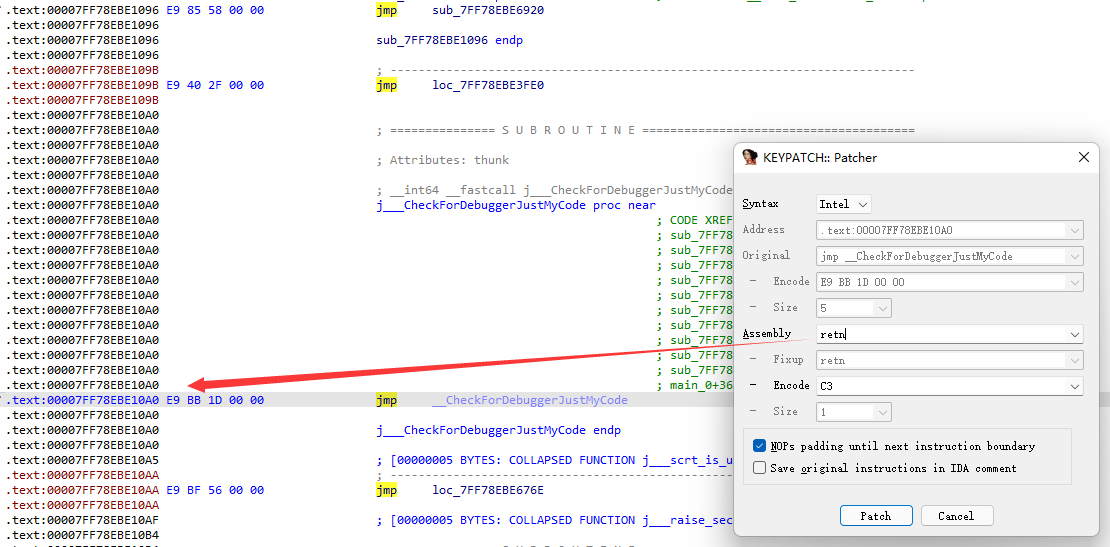 .text:00007FF78EBE1096 E9 85 58 00 00 jmp sub_7FF78EBE6920
.text:00007FF78EBE1096
.text:00007FF78EBE1096 sub_7FF78EBE1096 endp
.text:00007FF78EBE1096
.text:00007FF78EBE109B ; ---------------------------------------------------------------------------
.text:00007FF78EBE109B E9 40 2F 00 00 jmp loc_7FF78EBE3FE0
.text:00007FF78EBE109B
.text:00007FF78EBE10A0
.text:00007FF78EBE10A0 ; =============== S U B R O U T I N E =======================================
.text:00007FF78EBE10A0
.text:00007FF78EBE10A0 ; Attributes: thunk
.text:00007FF78EBE10A0
.text:00007FF78EBE10A0 ; __int64 __fastcall j___CheckForDebuggerJustMyCode
.text:00007FF78EBE10A0 j___CheckForDebuggerJustMyCode proc near
.text:00007FF78EBE10A0 ; CODE XREF
.text:00007FF78EBE10A0 ; sub_7FF78
.text:00007FF78EBE10A0 ; sub_7FF78
.text:00007FF78EBE10A0 ; sub_7FF78
.text:00007FF78EBE10A0 ; sub_7FF78
.text:00007FF78EBE10A0 ; sub_7FF78
.text:00007FF78EBE10A0 ; sub_7FF78
.text:00007FF78EBE10A0 ; sub_7FF78
.text:00007FF78EBE10A0 ; sub_7FF78
.text:00007FF78EBE10A0 ; sub_7FF78
.text:00007FF78EBE10A0 ; sub_7FF78
.text:00007FF78EBE10A0 ; main_0+36
.text:00007FF78EBE10A0 E9 BB 1D 00 00 jmp __CheckForDebuggerJustMyCode
.text:00007FF78EBE10A0
.text:00007FF78EBE10A0 j___CheckForDebuggerJustMyCode endp
.text:00007FF78EBE10A0
.text:00007FF78EBE10A5 ; [00000005 BYTES: COLLAPSED FUNCTION j___scrt_is_u
.text:00007FF78EBE10AA ; ---------------------------------------------------------------------------
.text:00007FF78EBE10AA E9 BF 56 00 00 jmp loc_7FF78EBE676E
.text:00007FF78EBE10AA
.text:00007FF78EBE10AF ; [00000005 BYTES: COLLAPSED FUNCTION j___raise_sec
.text:00007FF78EBE10B4
KEYPATCH:: Patcher
Syntax Intel
Address .text:00007FF78EBE10A0
Original jmp __CheckForDebuggerJustMyCode
- Encode E9 BB 1D 00 00
- Size 5
Assembly retn
- Fixup retn
- Encode C3
- Size 1
NOPs padding until next instruction boundary
Save original instructions in IDA comment
Patch Cancel